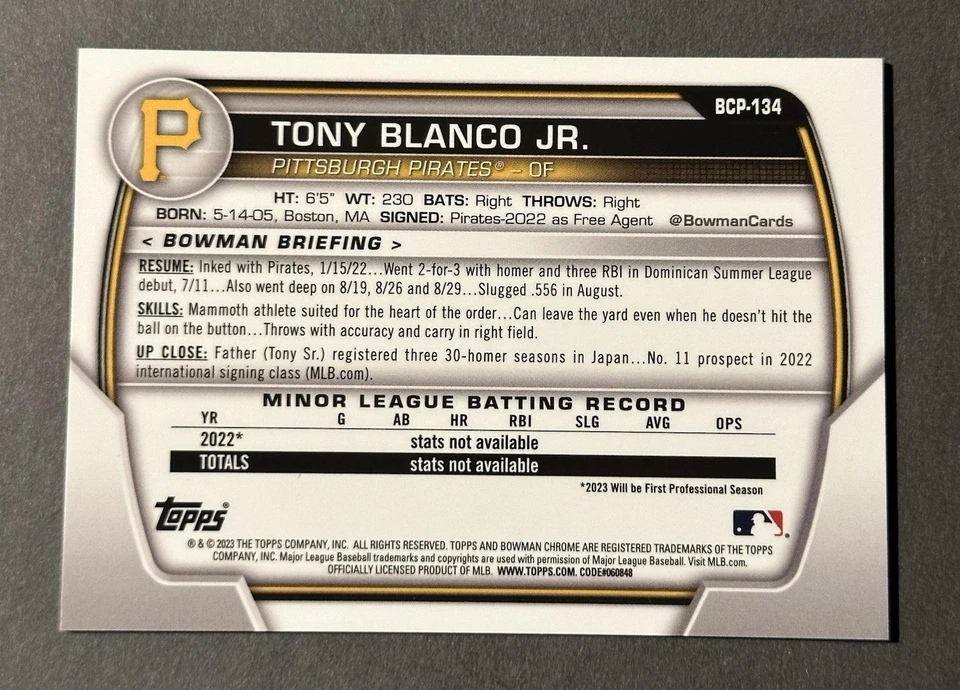 P
BCP-134
TONY BLANCO JR.
PITTSBURGH PIRATES® – OF
HT: 6'5" WT: 230 BATS: Right THROWS: Right
BORN: 5-14-05, Boston, MA SIGNED: Pirates-2022 as Free Agent @BowmanCards
< BOWMAN BRIEFING >
RESUME: Inked with Pirates, 1/15/22...Went 2-for-3 with homer and three RBI in Dominican Summer League
debut, 7/11...Also went deep on 8/19, 8/26 and 8/29...Slugged .556 in August.
SKILLS: Mammoth athlete suited for the heart of the order...Can leave the yard even when he doesn't hit the
ball on the button...Throws with accuracy and carry in right field.
UP CLOSE: Father (Tony Sr.) registered three 30-homer seasons in Japan...No. 11 prospect in 2022
international signing class (MLB.com).
MINOR LEAGUE BATTING RECORD
YR G AB HR RBI SLG AVG OPS
2022* stats not available
TOTALS stats not available
*2023 Will be First Professional Season
Topps®
® & © 2023 THE TOPPS COMPANY, INC. ALL RIGHTS RESERVED. TOPPS AND BOWMAN CHROME ARE REGISTERED TRADEMARKS OF THE TOPPS
COMPANY, INC. Major League Baseball trademarks and copyrights are used with permission of Major League Baseball. Visit MLB.com.
OFFICIALLY LICENSED PRODUCT OF MLB. WWW.TOPPS.COM. CODE#060848